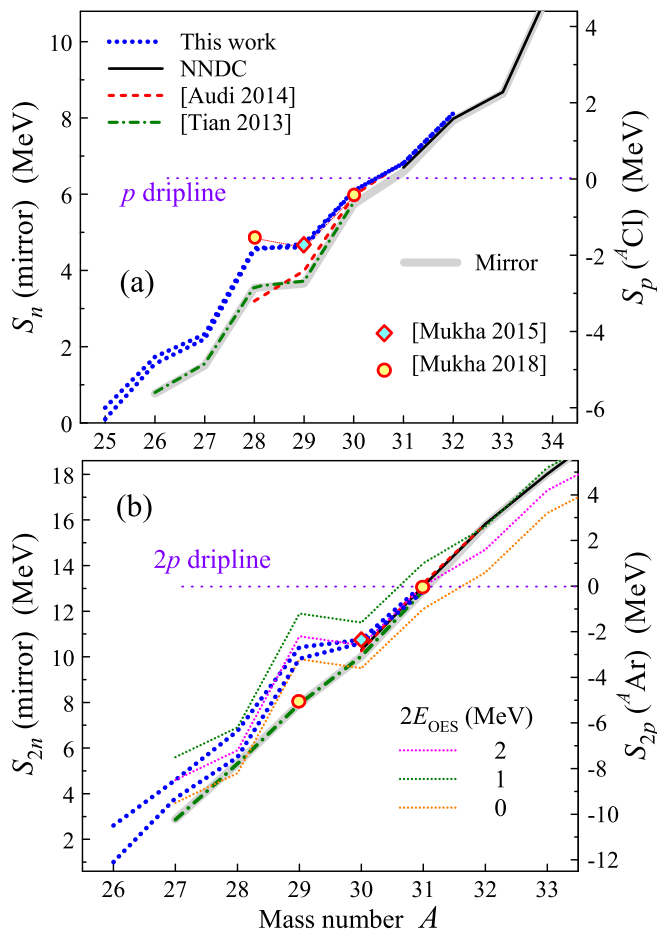 10
8
6
4
2
0
S_n (mirror) (MeV)
This work
NNDC
[Audi 2014]
[Tian 2013]
p dripline
(a)
Mirror
[Mukha 2015]
[Mukha 2018]
4
2
0
-2
-4
-6
S_p (^ACl) (MeV)
25 26 27 28 29 30 31 32 33 34
18
16
14
12
10
8
6
4
2
S_2n (mirror) (MeV)
(b)
2p dripline
2E_OES (MeV)
2
1
0
4
2
0
-2
-4
-6
-8
-10
-12
S_2p (^AAr) (MeV)
26 27 28 29 30 31 32 33
Mass number A